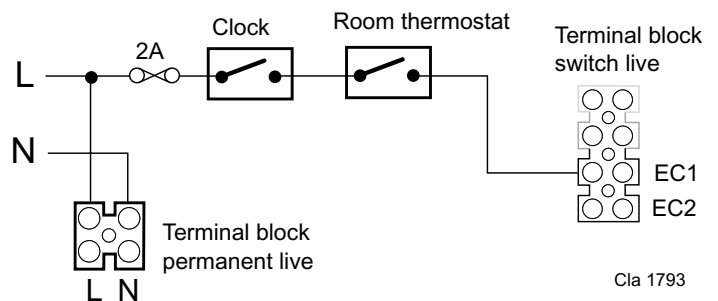 Clock
Room thermostat
Terminal block
switch live
2A
L
N
EC1
EC2
Terminal block
permanent live
L N
Cla 1793